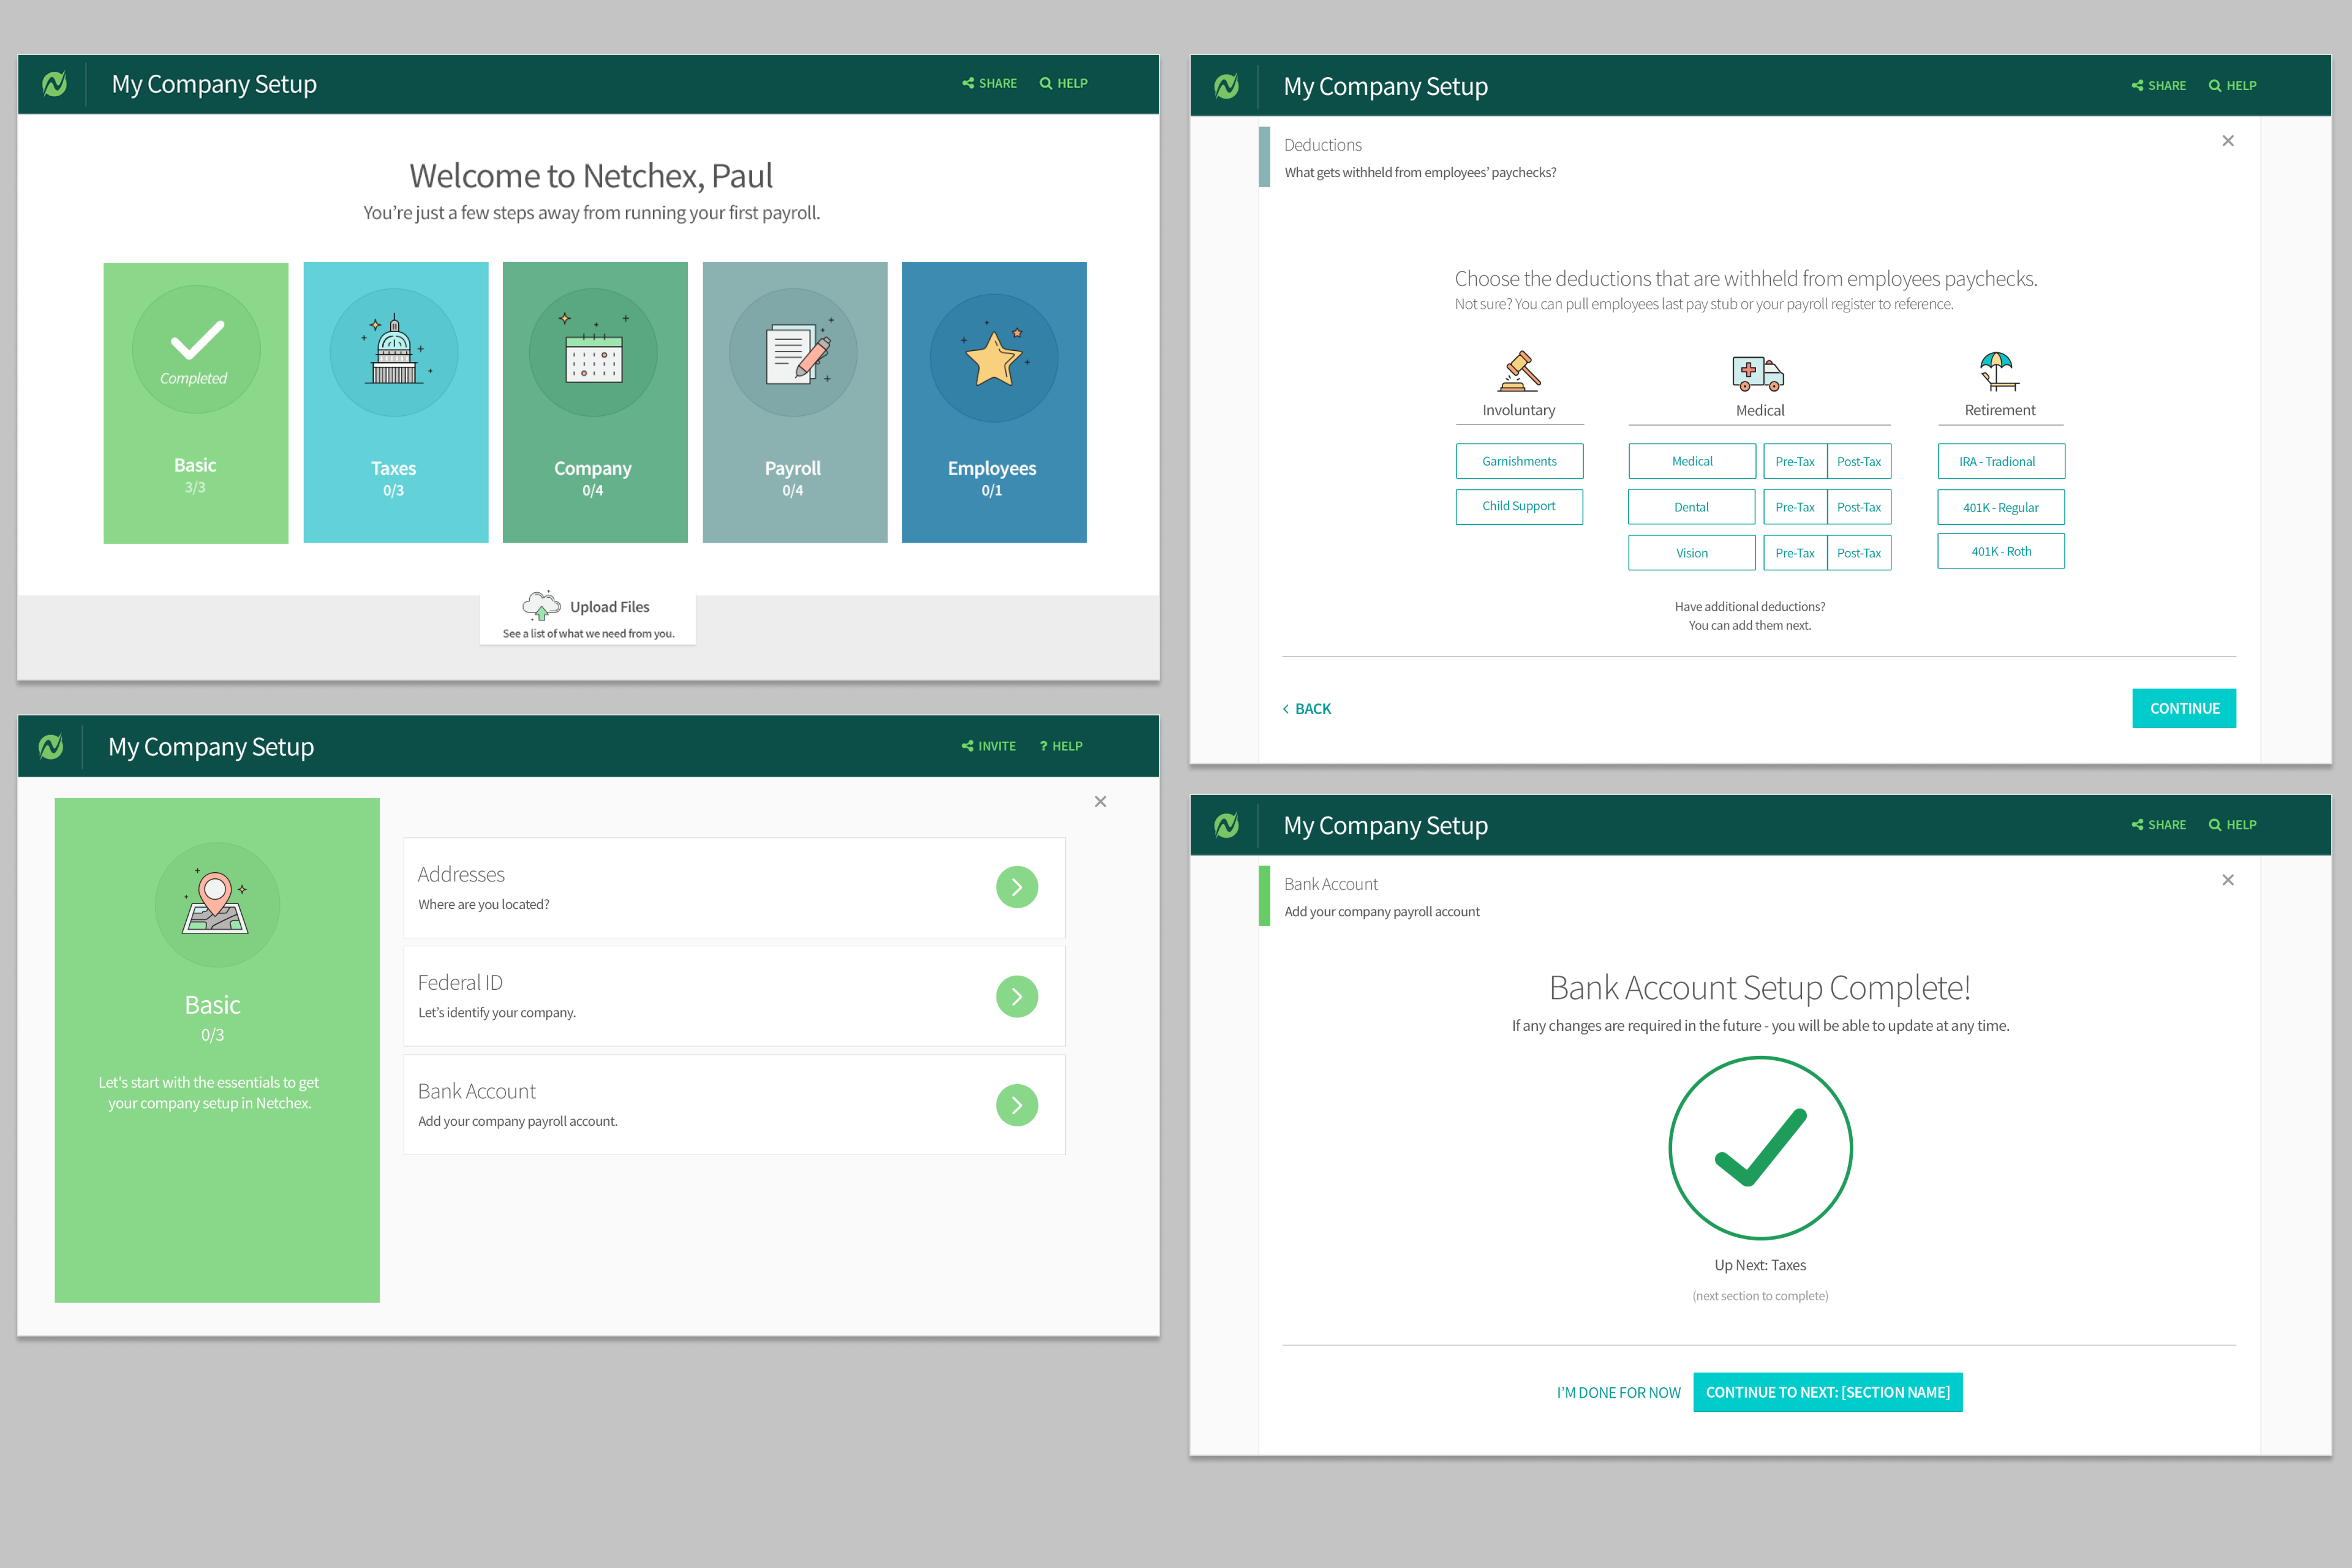 My Company Setup
SHARE
HELP
Welcome to Netchex, Paul
You're just a few steps away from running your first payroll.
Completed
Basic
3/3
Taxes
0/3
Company
0/4
Payroll
0/4
Employees
0/1
Upload Files
See a list of what we need from you.
My Company Setup
INVITE
? HELP
Basic
0/3
Let's start with the essentials to get
your company setup in Netchex.
Addresses
Where are you located?
Federal ID
Let's identify your company.
Bank Account
Add your company payroll account.
My Company Setup
SHARE
HELP
Deductions
What gets withheld from employees' paychecks?
Choose the deductions that are withheld from employees paychecks.
Not sure? You can pull employees last pay stub or your payroll register to reference.
Involuntary
Garnishments
Child Support
Medical
Medical Pre-Tax Post-Tax
Dental Pre-Tax Post-Tax
Vision Pre-Tax Post-Tax
Retirement
IRA - Tradional
401K - Regular
401K - Roth
Have additional deductions?
You can add them next.
BACK
CONTINUE
My Company Setup
SHARE
HELP
Bank Account
Add your company payroll account
Bank Account Setup Complete!
If any changes are required in the future - you will be able to update at any time.
Up Next: Taxes
(next section to complete)
I'M DONE FOR NOW
CONTINUE TO NEXT: [SECTION NAME]